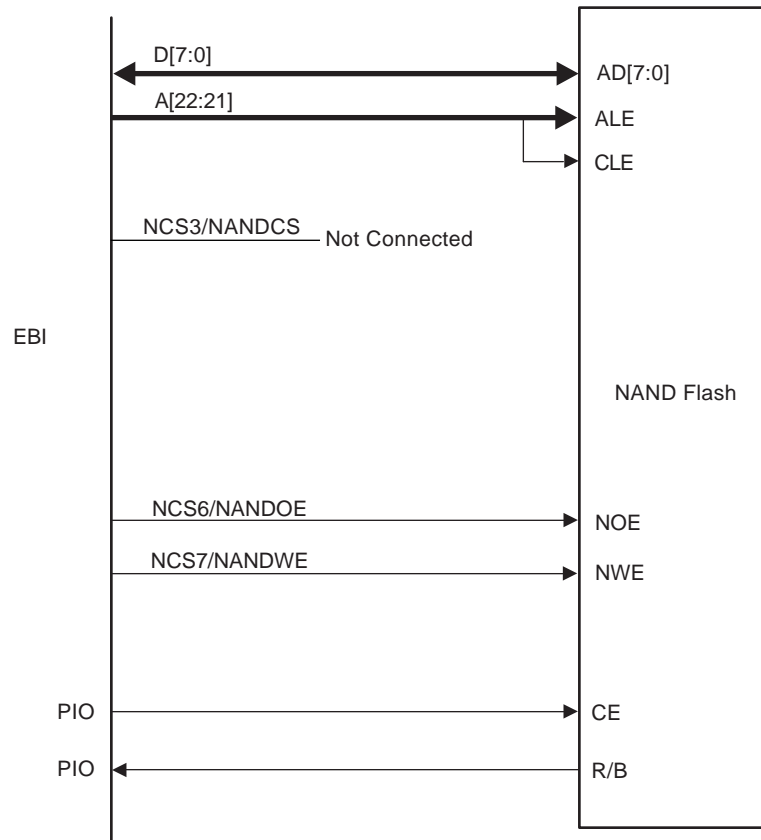 D[7:0]
AD[7:0]
A[22:21]
ALE
CLE
NCS3/NANDCS
Not Connected
EBI
NAND Flash
NCS6/NANDOE
NOE
NCS7/NANDWE
NWE
PIO
CE
PIO
R/B